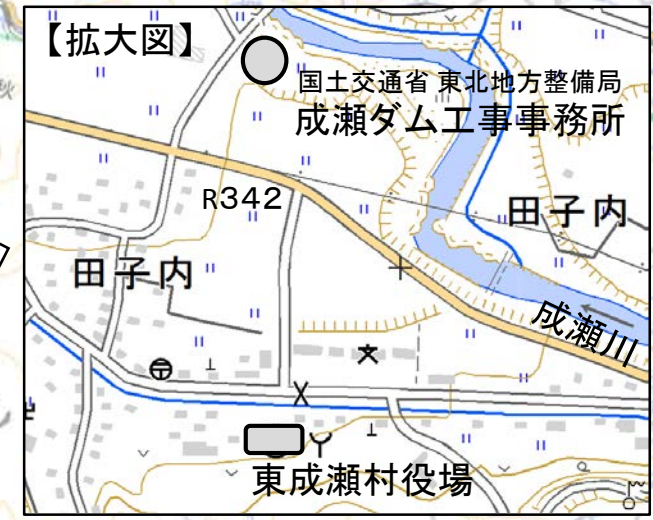 【拡大図】
国土交通省 東北地方整備局
成瀬ダム工事事務所
R342
田子内
田子内
成瀬川
東成瀬村役場